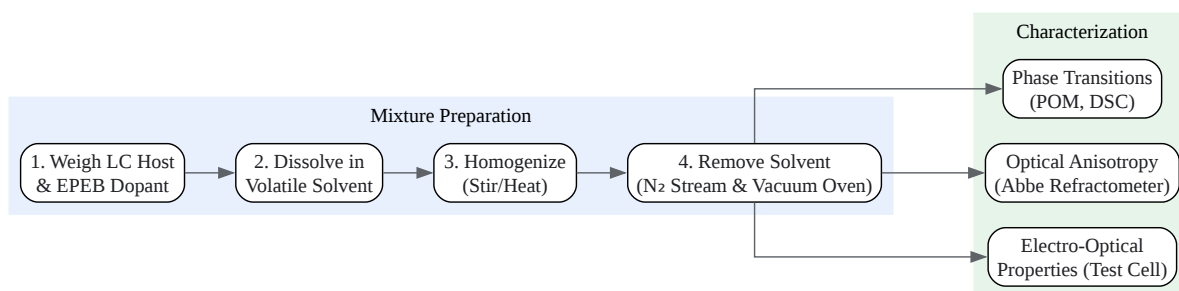 Mixture Preparation
1. Weigh LC Host
& EPEB Dopant
2. Dissolve in
Volatile Solvent
3. Homogenize
(Stir/Heat)
4. Remove Solvent
(N₂ Stream & Vacuum Oven)
Characterization
Phase Transitions
(POM, DSC)
Optical Anisotropy
(Abbe Refractometer)
Electro-Optical
Properties (Test Cell)